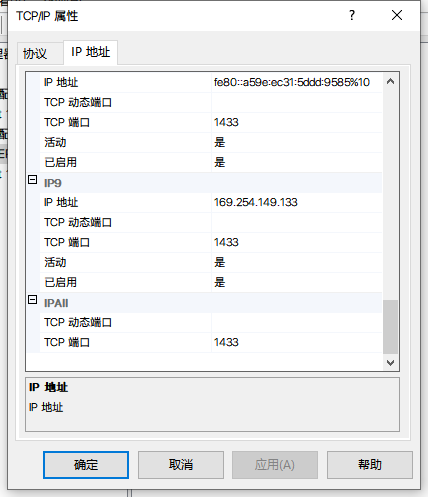 TCP/IP 属性
协议
IP 地址
IP 地址 fe80::a59e:ec31:5ddd:9585%10
TCP 动态端口
TCP 端口 1433
活动 是
已启用 是
IP9
IP 地址 169.254.149.133
TCP 动态端口
TCP 端口 1433
活动 是
已启用 是
IPAll
TCP 动态端口
TCP 端口 1433
IP 地址
IP 地址
确定
取消
应用(A)
帮助